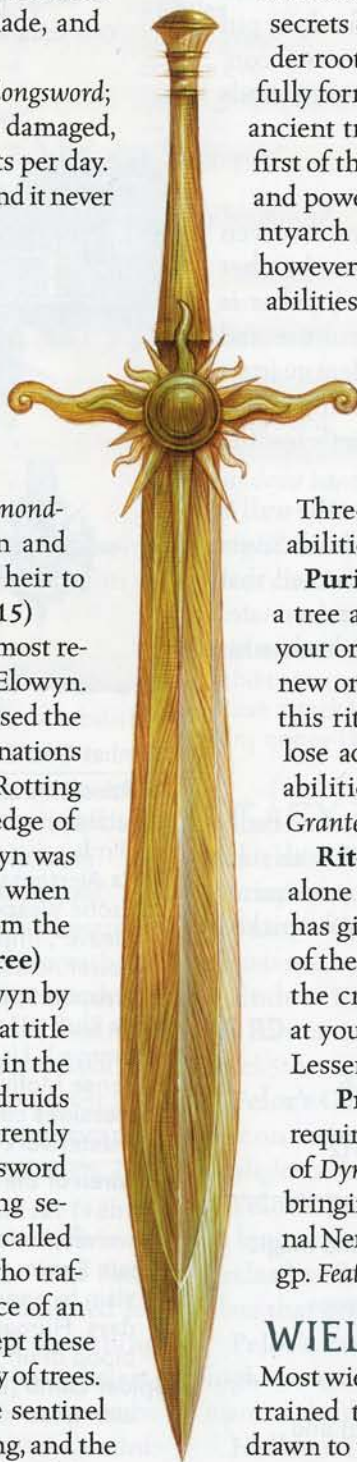 ade, and
ongsword;
damaged,
ts per day.
nd it never
mond-
n and
heir to
15)
most re-
Elowyn.
sed the
nations
Rotting
edge of
yn was
when
m the
ree)
wyn by
at title
in the
druids
rently
sword
ng se-
called
ho traf-
ce of an
ept these
y of trees.
e sentinel
ng, and the
secrets
der root
fully form
ancient tr
first of th
and powe
ntyarch
however
abilities
Thre
abilitie
Puri
a tree a
your or
new or
this rit
lose ac
abilitie
Grante
Rit
alone
has gi
of the
the cr
at you
Lesser
Pr
requir
of Dyr
bringi
nal Ner
gp. Feat
WIEL
Most wie
trained t
drawn to